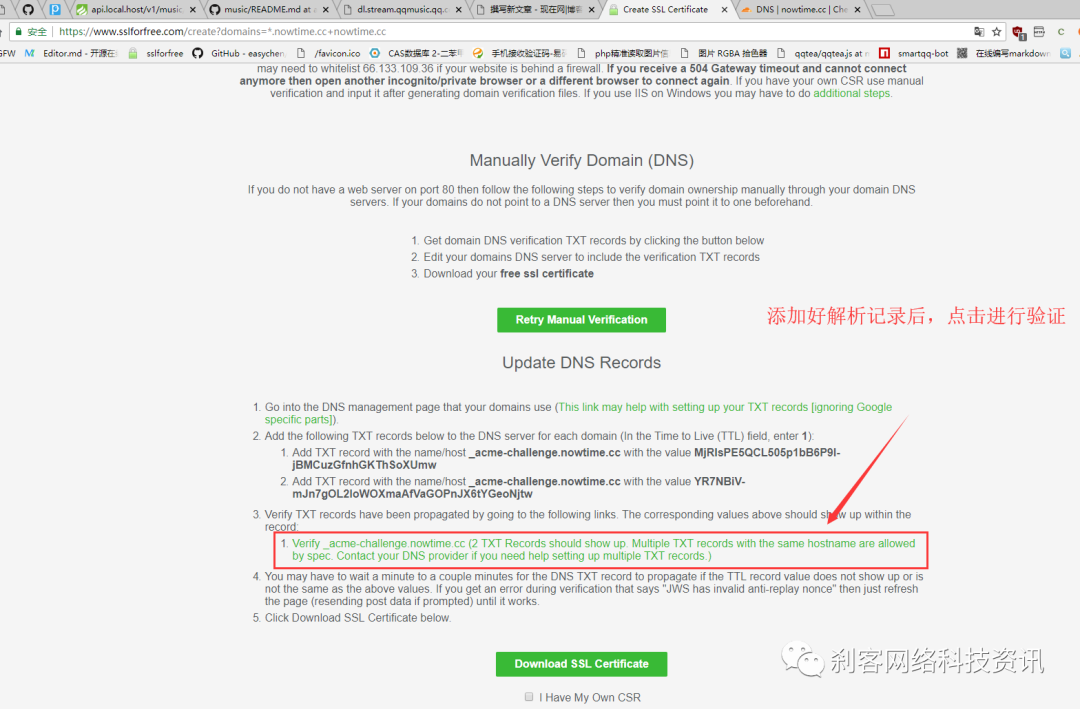 api.local.host/v1/music
music/README.md at
dl.stream.qqmusic.qq.c
撰写新文章 - 现在网|博客
Create SSL Certificate
DNS | nowtime.cc | Che
安全 https://www.sslforfree.com/create?domains=*.nowtime.cc+nowtime.cc
GFW Editor.md - 开源在 sslforfree GitHub - easychen /favicon.ico CAS数据库 2-二苯甲 手机接收验证码-易 php精准读取图片信 图片 RGBA 拾色器 qqtea/qqtea.js at smartqq-bot 在线编写markdown
may need to whitelist 66.133.109.36 if your website is behind a firewall. If you receive a 504 Gateway timeout and cannot connect
anymore then open another incognito/private browser or a different browser to connect again. If you have your own CSR use manual
verification and input it after generating domain verification files. If you use IIS on Windows you may have to do additional steps.
Manually Verify Domain (DNS)
If you do not have a web server on port 80 then follow the following steps to verify domain ownership manually through your domain DNS
servers. If your domains do not point to a DNS server then you must point it to one beforehand.
1. Get domain DNS verification TXT records by clicking the button below
2. Edit your domains DNS server to include the verification TXT records
3. Download your free ssl certificate
Retry Manual Verification
添加好解析记录后，点击进行验证
Update DNS Records
1. Go into the DNS management page that your domains use (This link may help with setting up your TXT records [ignoring Google
specific parts]).
2. Add the following TXT records below to the DNS server for each domain (In the Time to Live (TTL) field, enter 1):
1. Add TXT record with the name/host _acme-challenge.nowtime.cc with the value MjRIsPE5QCL505p1bB6P9I-
jBMCuzGfnhGKThSoXUmw
2. Add TXT record with the name/host _acme-challenge.nowtime.cc with the value YR7NBiV-
mJn7gOL2IoWOXmaAfVaGOPnJX6tYGeoNjtw
3. Verify TXT records have been propagated by going to the following links. The corresponding values above should show up within the
record:
1. Verify _acme-challenge.nowtime.cc (2 TXT Records should show up. Multiple TXT records with the same hostname are allowed
by spec. Contact your DNS provider if you need help setting up multiple TXT records.)
4. You may have to wait a minute to a couple minutes for the DNS TXT record to propagate if the TTL record value does not show up or is
not the same as the above values. If you get an error during verification that says "JWS has invalid anti-replay nonce" then just refresh
the page (resending post data if prompted) until it works.
5. Click Download SSL Certificate below.
Download SSL Certificate
刹客网络科技资讯
I Have My Own CSR